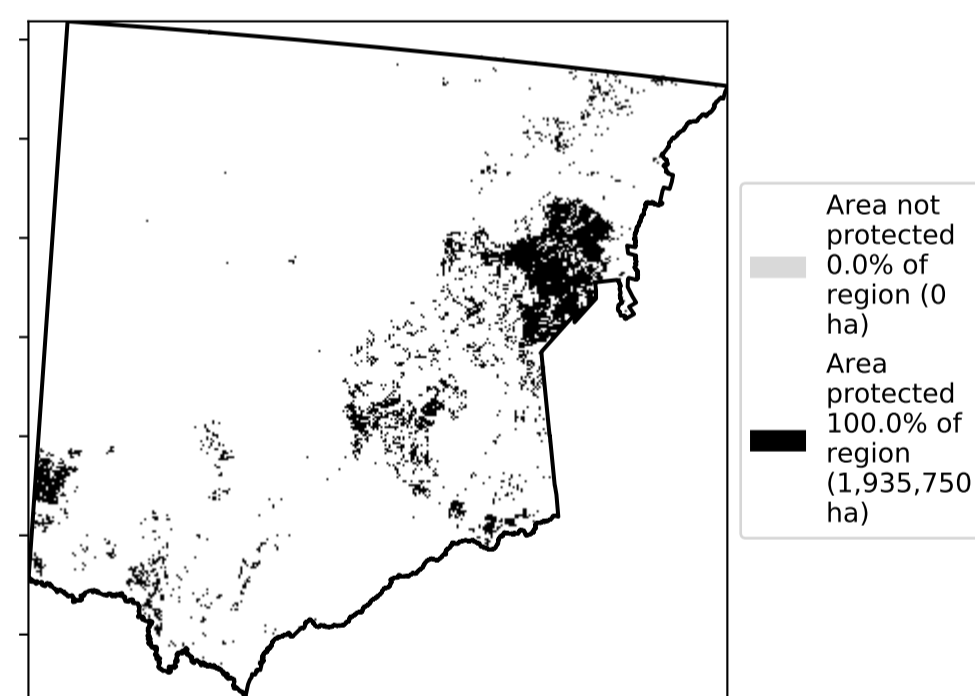 Area not
protected
0.0% of
region (0
ha)
Area
protected
100.0% of
region
(1,935,750
ha)